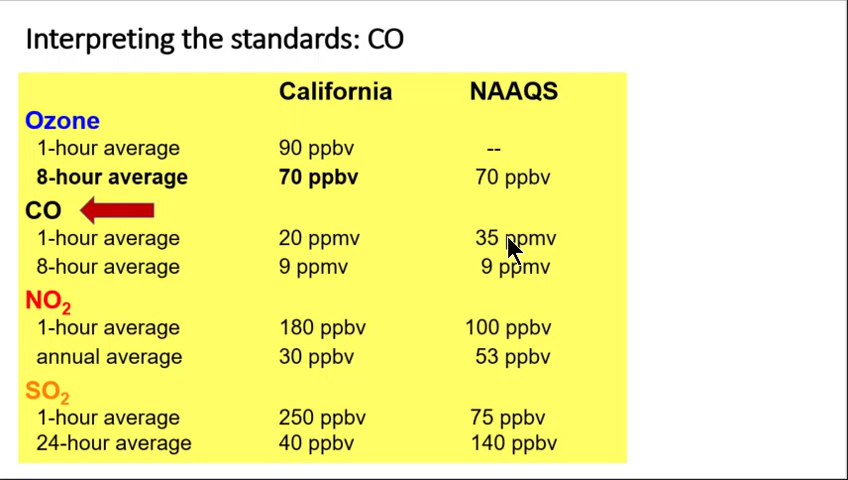 Interpreting the standards: CO
California NAAQS
Ozone
1-hour average 90 ppbv --
8-hour average 70 ppbv 70 ppbv
CO
1-hour average 20 ppmv 35 ppmv
8-hour average 9 ppmv 9 ppmv
NO₂
1-hour average 180 ppbv 100 ppbv
annual average 30 ppbv 53 ppbv
SO₂
1-hour average 250 ppbv 75 ppbv
24-hour average 40 ppbv 140 ppbv